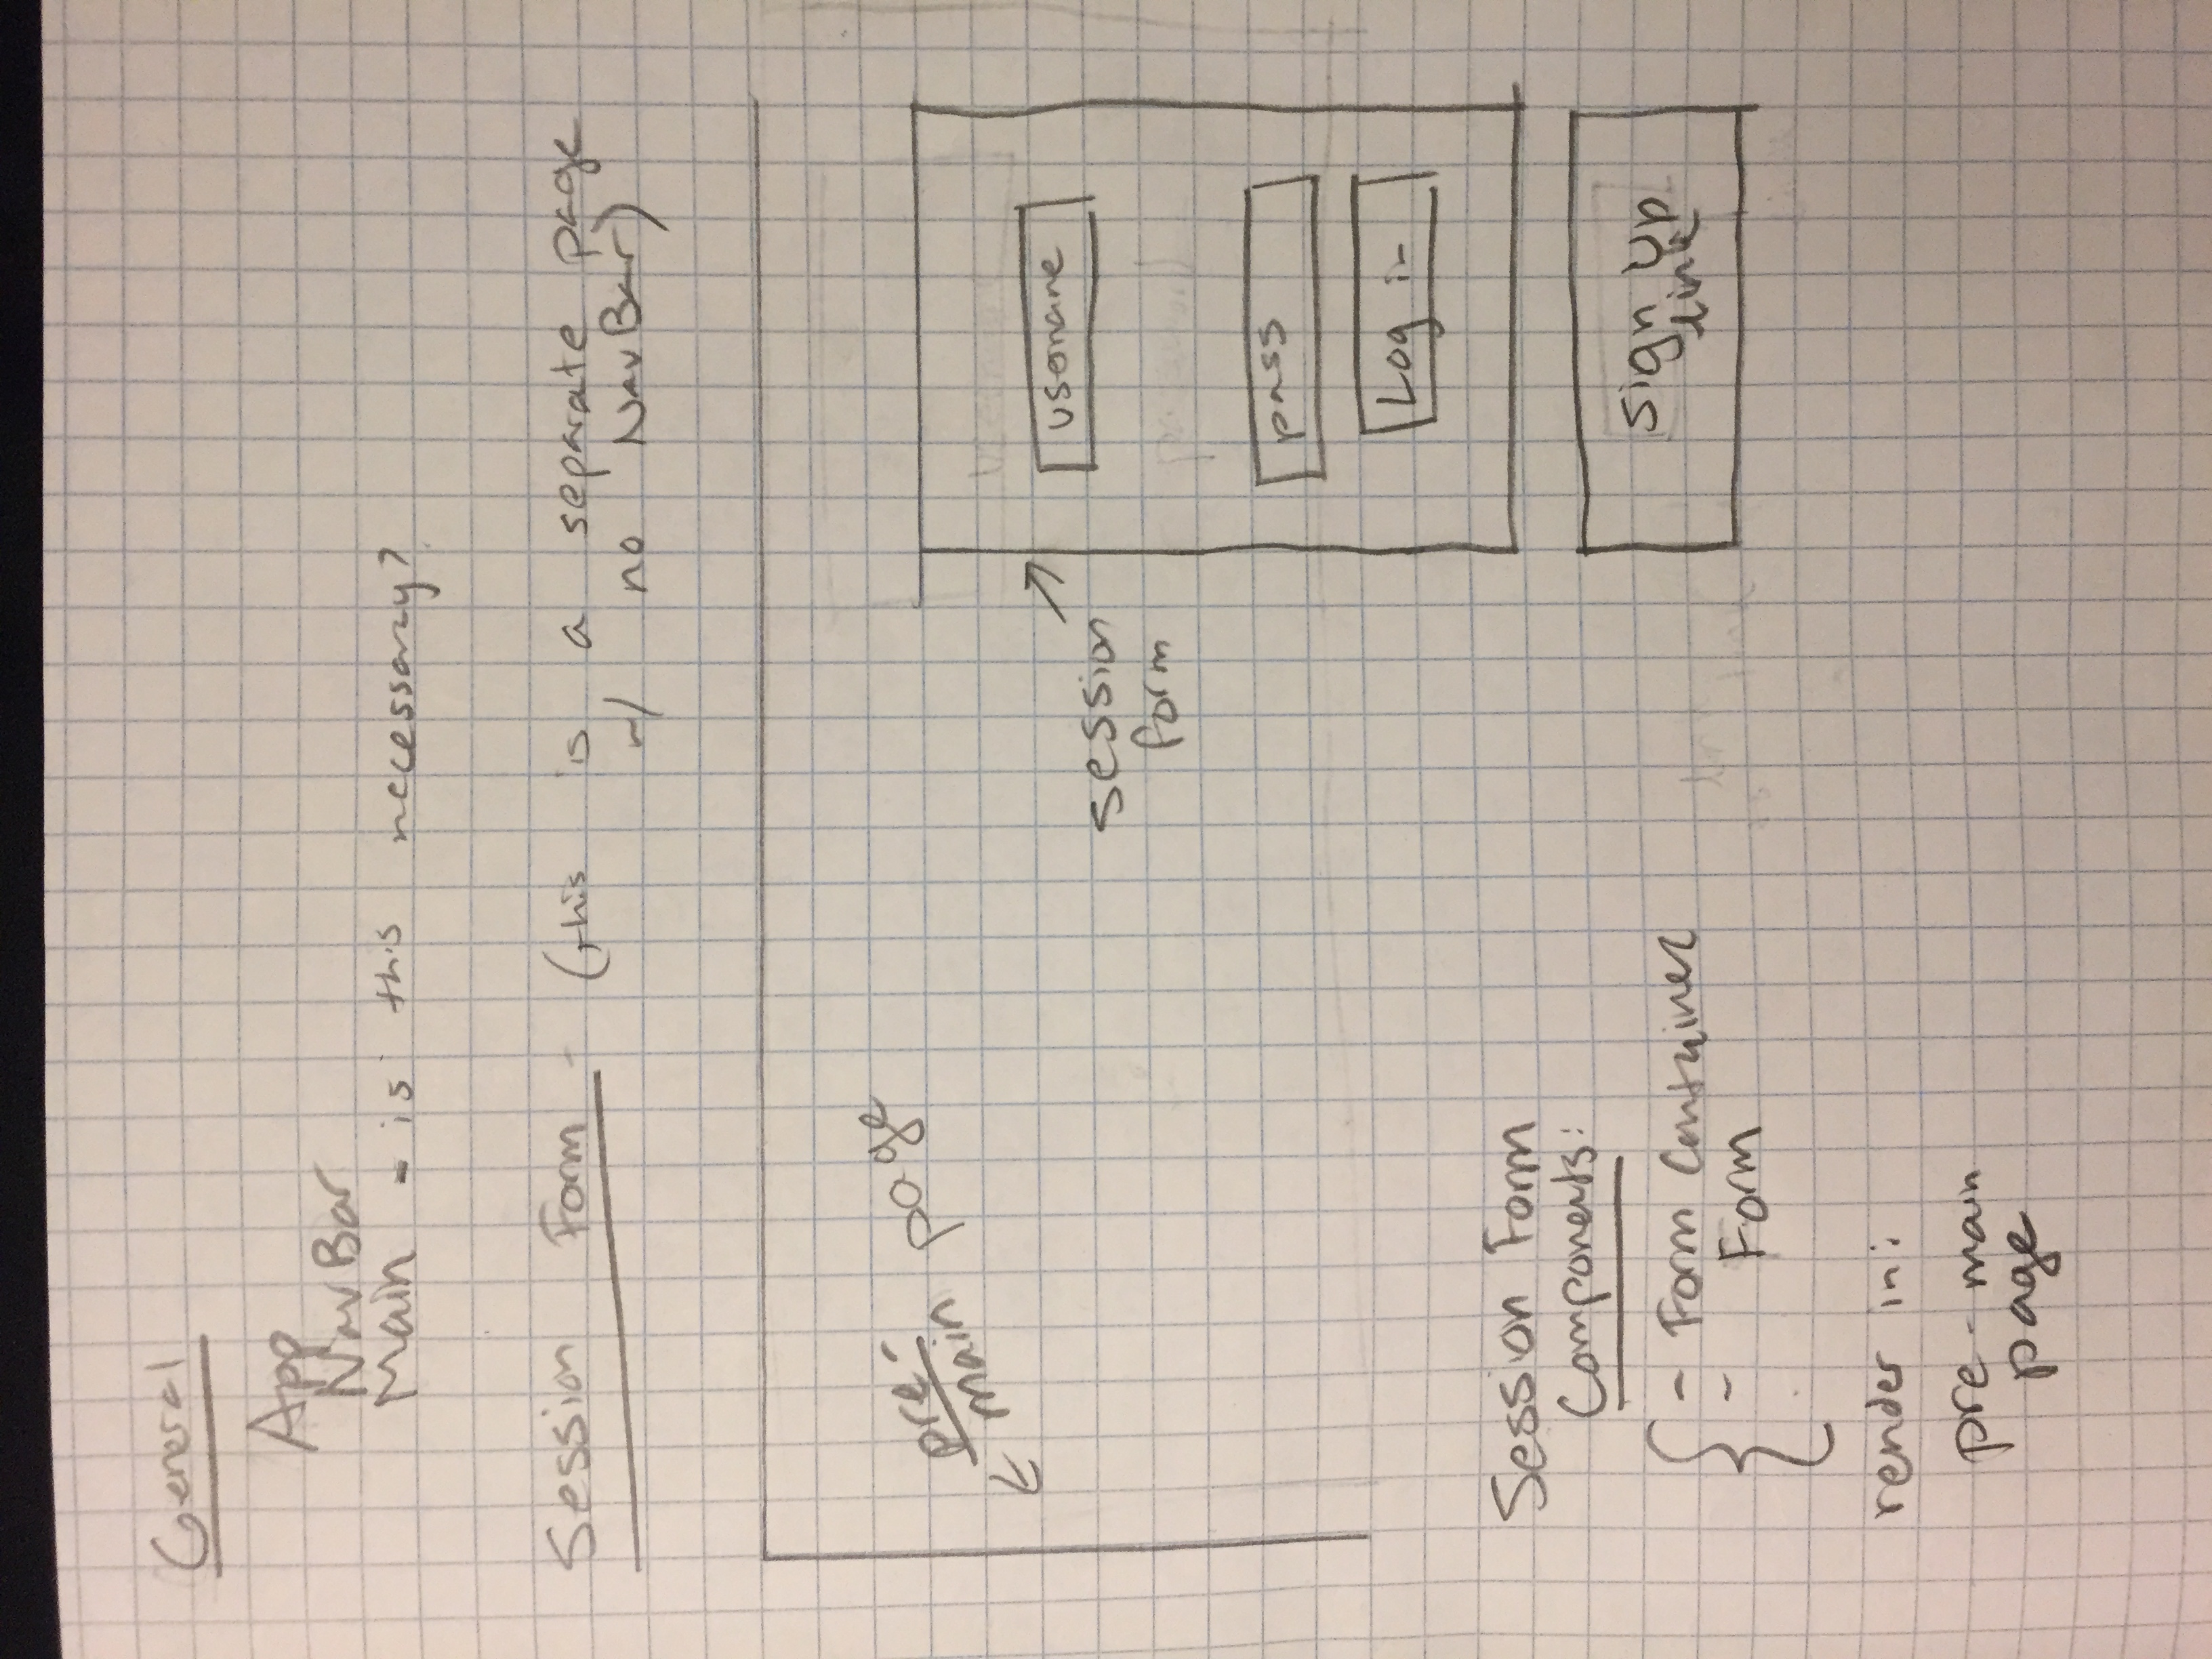 General
App
NavBar
Main - is this necessary?
Session Form - (this is a separate page
w/ no NavBar)
pre-
main page
session
form
username
pass
Log in
sign up
link
Session Form
Components:
- Form Container
- Form
render in:
pre-main
page